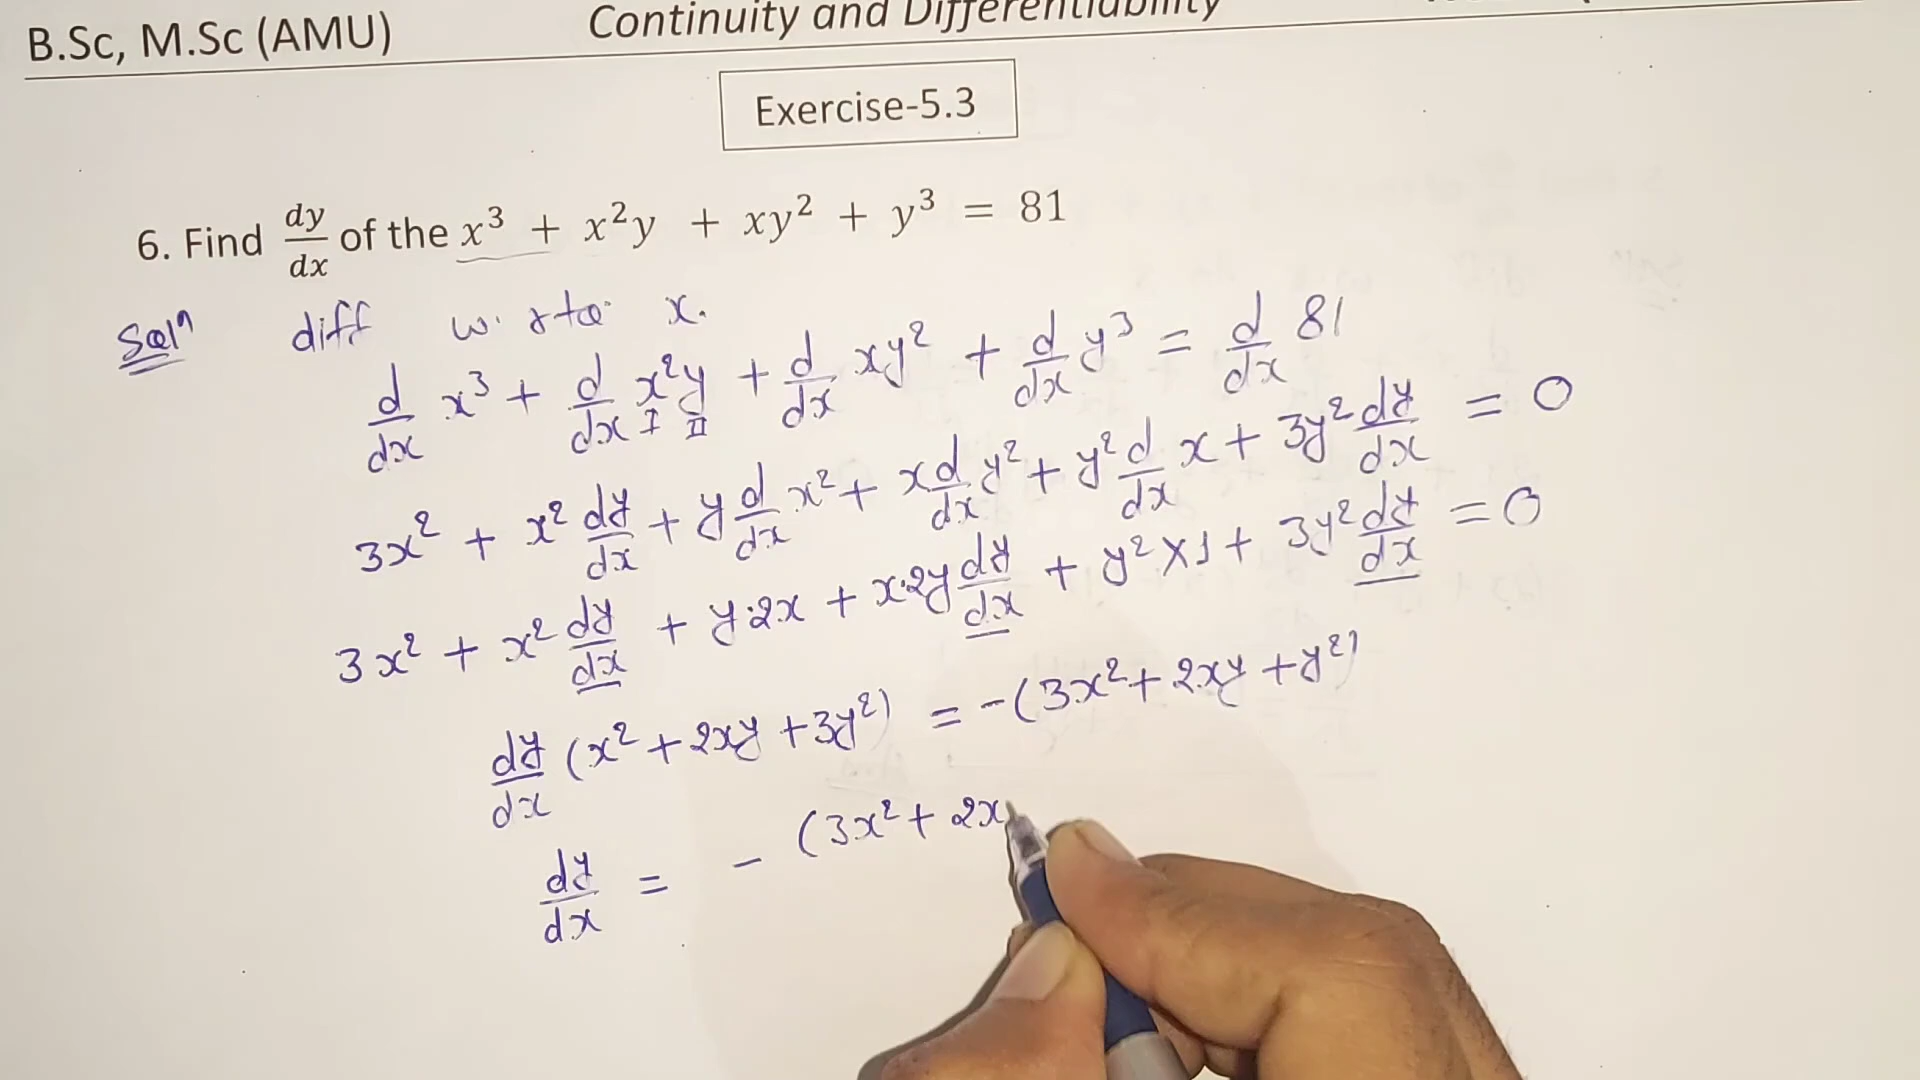 B.Sc, M.Sc (AMU) Continuity and Differentiability
Exercise-5.3
6. Find dy/dx of the x³ + x²y + xy² + y³ = 81
Solⁿ diff w. r to x.
d/dx x³ + d/dx x²y + d/dx xy² + d/dx y³ = d/dx 81
I II
3x² + x² dy/dx + y d/dx x² + x d/dx y² + y² d/dx x + 3y² dy/dx = 0
3x² + x² dy/dx + y·2x + x·2y dy/dx + y² × 1 + 3y² dy/dx = 0
dy/dx (x² + 2xy + 3y²) = -(3x² + 2xy + y²)
dy/dx = - (3x² + 2x